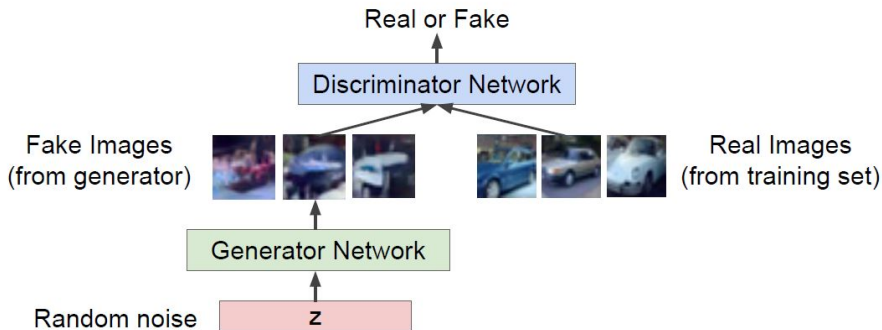 Real or Fake
Discriminator Network
Fake Images
(from generator)
Real Images
(from training set)
Generator Network
Random noise
z